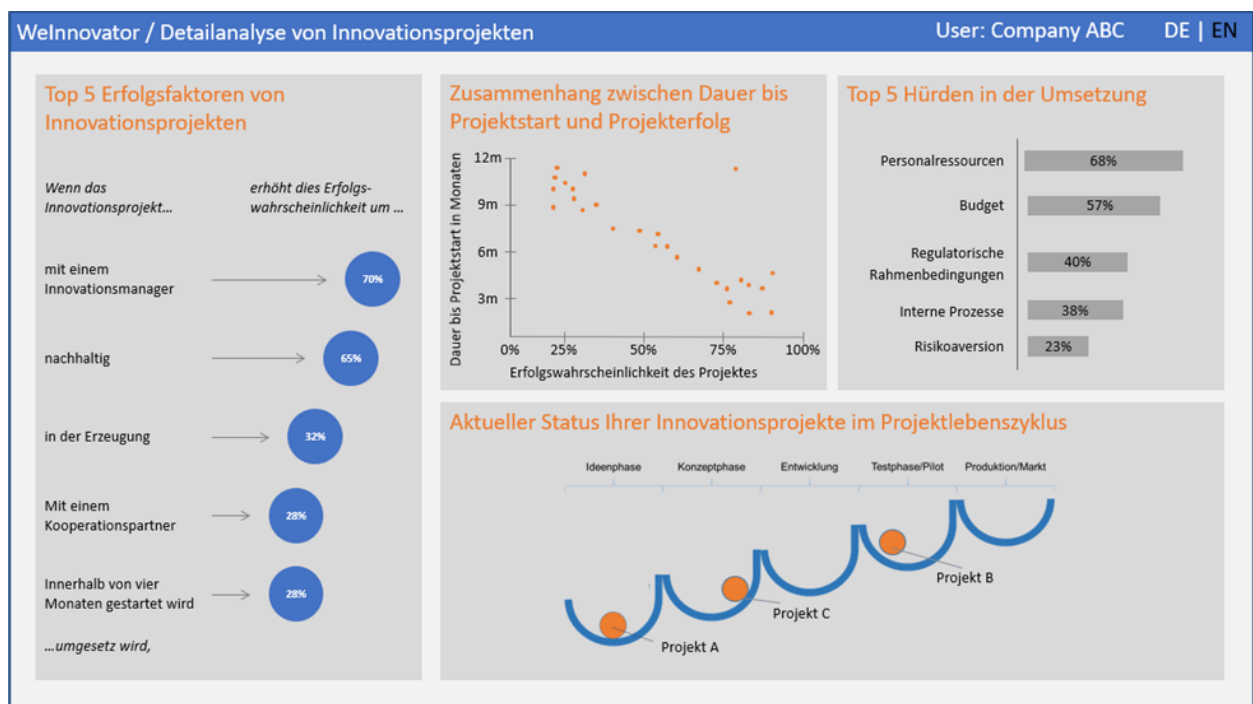 WeInnovator / Detailanalyse von Innovationsprojekten
User: Company ABC
DE | EN
Top 5 Erfolgsfaktoren von
Innovationsprojekten
Wenn das
Innovationsprojekt...
erhöht dies Erfolgs-
wahrscheinlichkeit um ...
mit einem
Innovationsmanager
70%
nachhaltig
65%
in der Erzeugung
32%
Mit einem
Kooperationspartner
28%
Innerhalb von vier
Monaten gestartet wird
28%
...umgesetz wird,
Zusammenhang zwischen Dauer bis
Projektstart und Projekterfolg
Dauer bis Projektstart in Monaten
12m
9m
6m
3m
0%
25%
50%
75%
100%
Erfolgswahrscheinlichkeit des Projektes
Top 5 Hürden in der Umsetzung
Personalressourcen
68%
Budget
57%
Regulatorische
Rahmenbedingungen
40%
Interne Prozesse
38%
Risikoaversion
23%
Aktueller Status Ihrer Innovationsprojekte im Projektlebenszyklus
Ideenphase
Konzeptphase
Entwicklung
Testphase/Pilot
Produktion/Markt
Projekt B
Projekt C
Projekt A